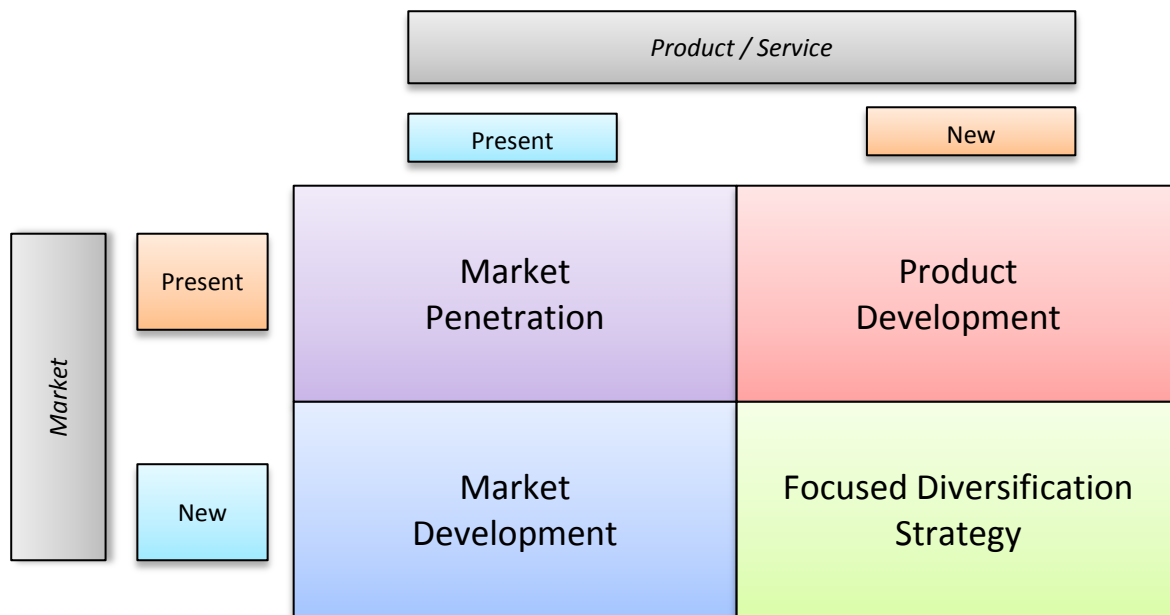 Product / Service
Present
New
Market
Present
New
Market
Penetration
Product
Development
Market
Development
Focused Diversification
Strategy